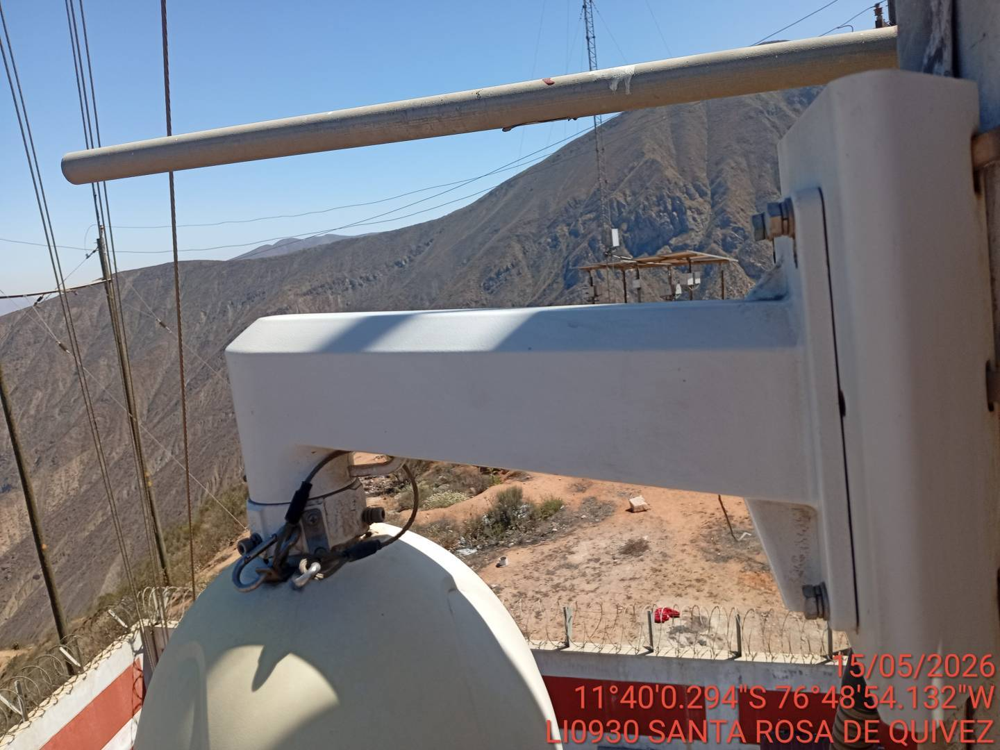 15/05/2026
11°40'0.294"S 76°48'54.132"W
LI0930 SANTA ROSA DE QUIVEZ